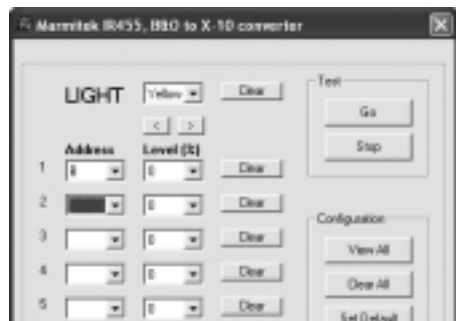 Marmitek IR455, B&O to X-10 converter
LIGHT Yellow Clear
< >
Address Level (%)
1 0 Clear
2 0 Clear
3 0 Clear
4 0 Clear
5 0 Clear
Test
Go
Stop
Configuration
View All
Clear All
Set Default